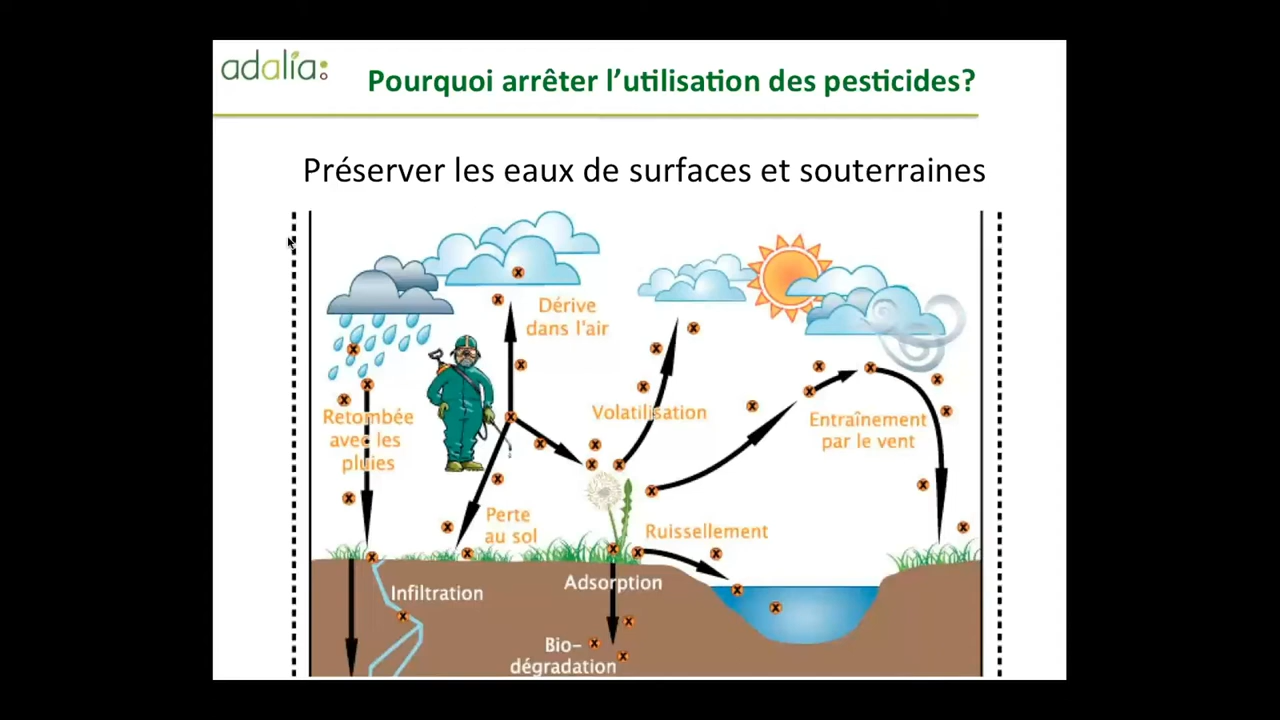 adalia
Pourquoi arrêter l'utilisation des pesticides?
Préserver les eaux de surfaces et souterraines
Dérive
dans l'air
Retombée
avec les
pluies
Volatilisation
Entraînement
par le vent
Perte
au sol
Ruissellement
Infiltration
Adsorption
Bio-
dégradation